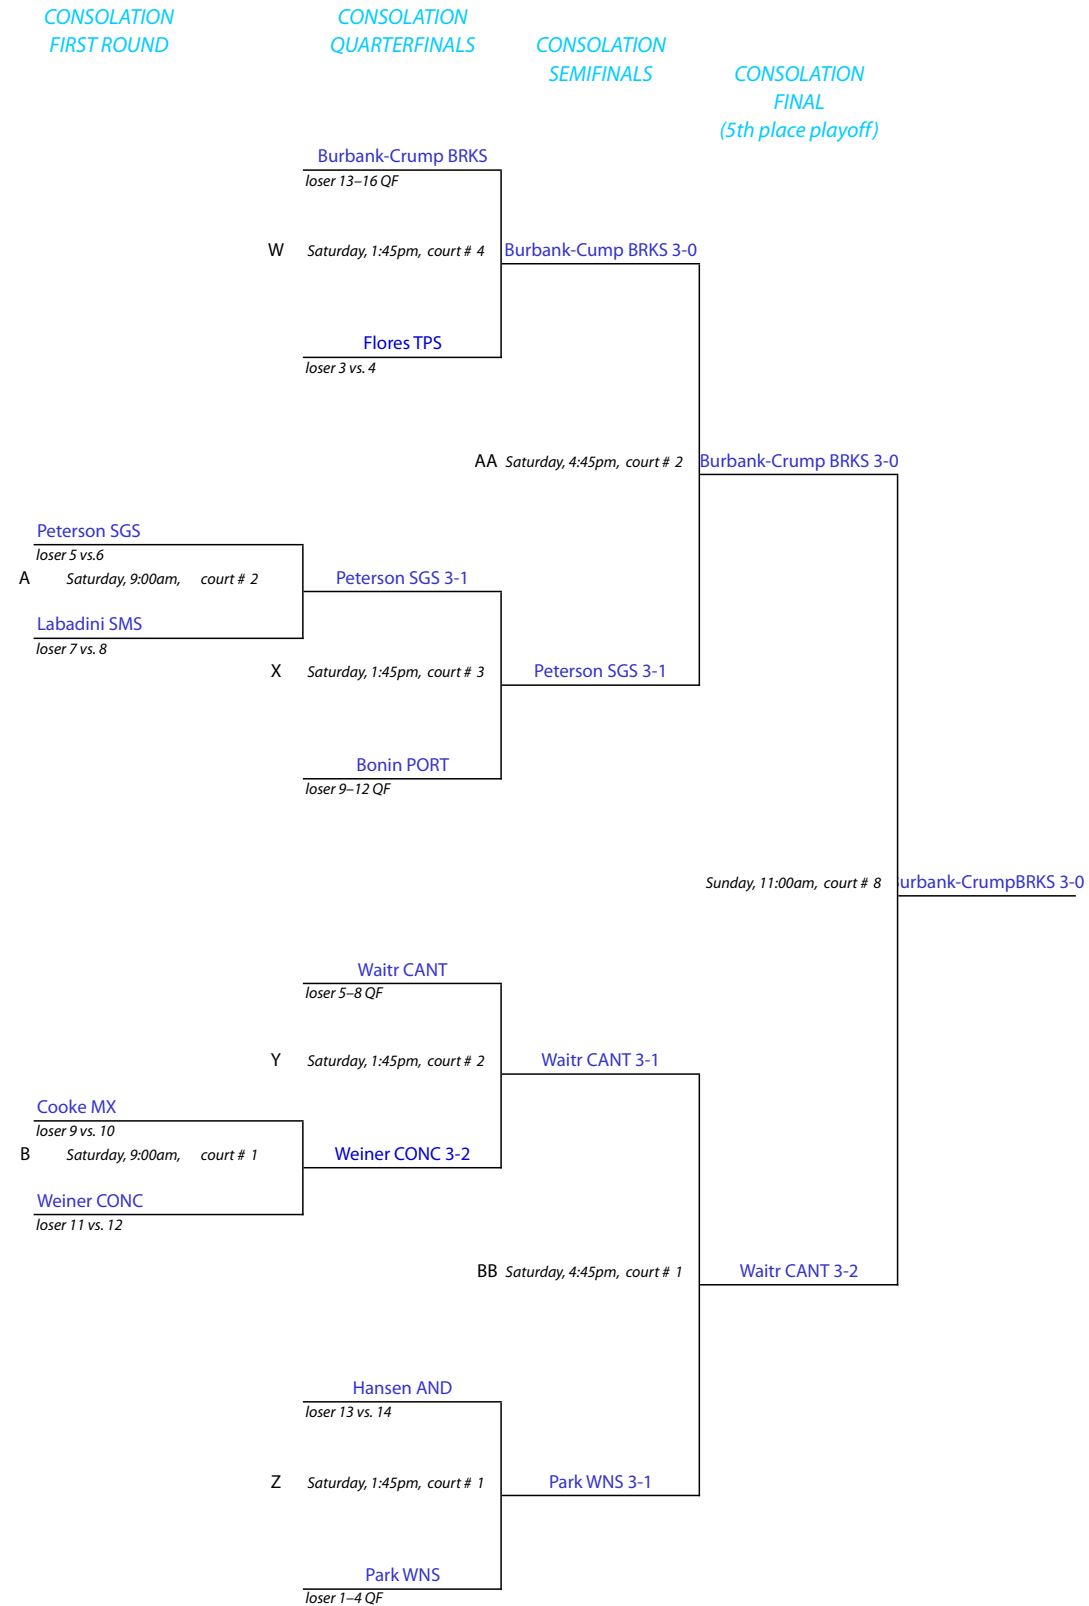 CONSOLATION
FIRST ROUND
CONSOLATION
QUARTERFINALS
CONSOLATION
SEMIFINALS
CONSOLATION
FINAL
(5th place playoff)
Burbank-Crump BRKS
loser 13–16 QF
W Saturday, 1:45pm, court # 4
Burbank-Cump BRKS 3-0
Flores TPS
loser 3 vs. 4
AA Saturday, 4:45pm, court # 2
Burbank-Crump BRKS 3-0
Peterson SGS
loser 5 vs.6
A Saturday, 9:00am, court # 2
Peterson SGS 3-1
Labadini SMS
loser 7 vs. 8
X Saturday, 1:45pm, court # 3
Peterson SGS 3-1
Bonin PORT
loser 9–12 QF
Sunday, 11:00am, court # 8
urbank-CrumpBRKS 3-0
Waitr CANT
loser 5–8 QF
Y Saturday, 1:45pm, court # 2
Waitr CANT 3-1
Cooke MX
loser 9 vs. 10
B Saturday, 9:00am, court # 1
Weiner CONC 3-2
Weiner CONC
loser 11 vs. 12
BB Saturday, 4:45pm, court # 1
Waitr CANT 3-2
Hansen AND
loser 13 vs. 14
Z Saturday, 1:45pm, court # 1
Park WNS 3-1
Park WNS
loser 1–4 QF